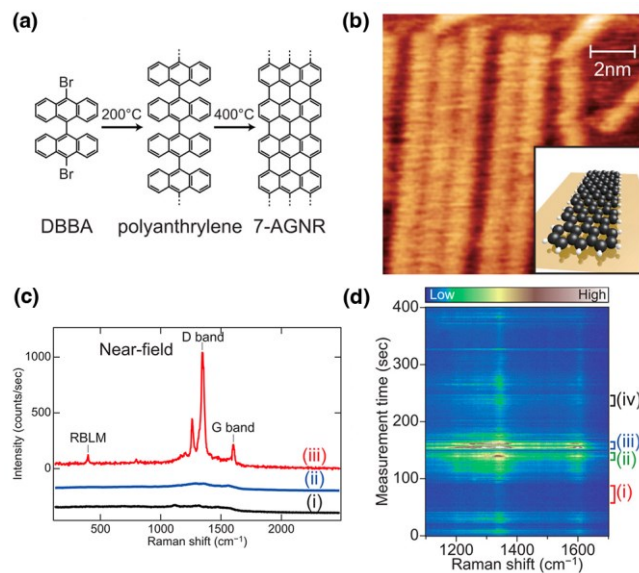 (a)
Br
200°C
400°C
Br
DBBA
polyanthrylene
7-AGNR
(b)
2nm
(c)
Near-field
D band
RBLM
G band
(iii)
(ii)
(i)
Intensity (counts/sec)
1000
500
0
500
1000
1500
2000
Raman shift (cm⁻¹)
(d)
Low
High
Measurement time (sec)
400
300
200
100
0
(iv)
(iii)
(ii)
(i)
1200
1400
1600
Raman shift (cm⁻¹)